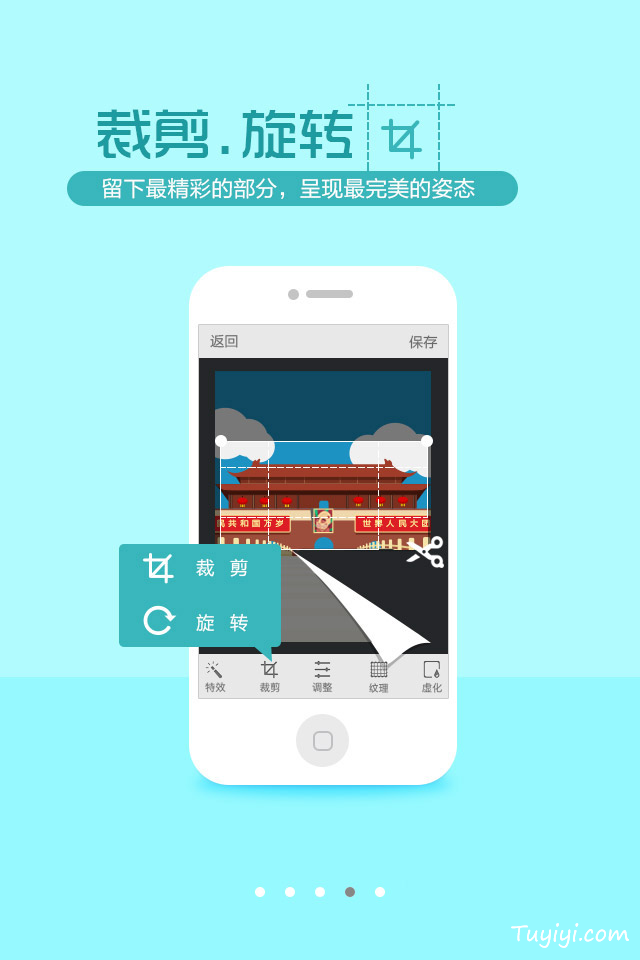 裁剪.旋转
留下最精彩的部分，呈现最完美的姿态
返回 保存
民共和国万岁 世界人民大团
裁 剪
旋 转
特效 裁剪 调整 纹理 虚化
Tuyiyi.com